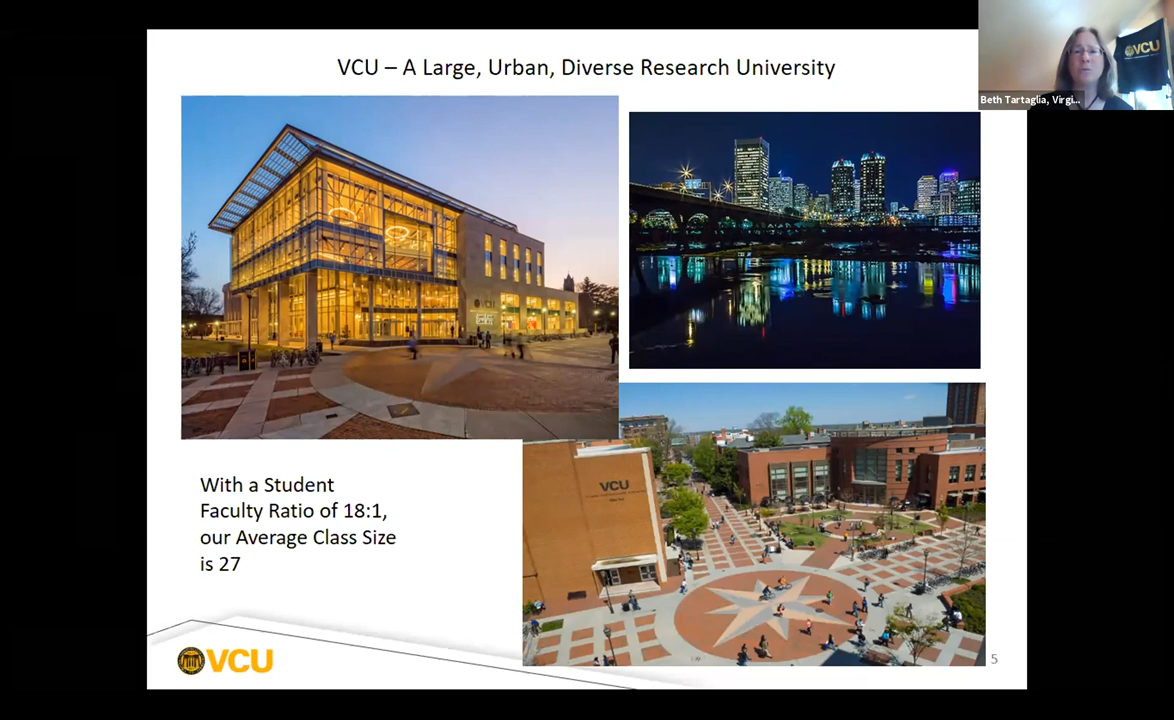 VCU – A Large, Urban, Diverse Research University
VCU
Beth Tartaglia, Virgi...
VCU
VCU
With a Student
Faculty Ratio of 18:1,
our Average Class Size
is 27
VCU
5